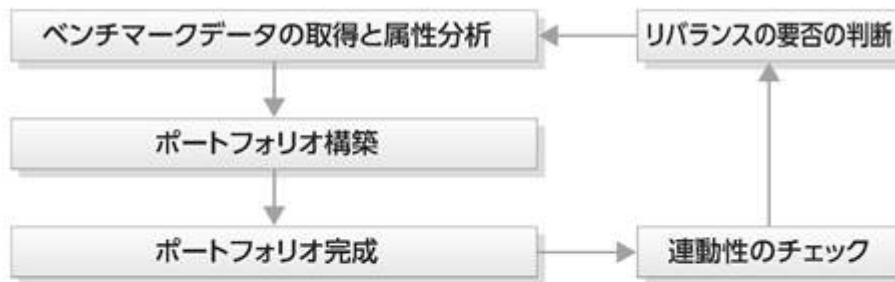 ベンチマークデータの取得と属性分析
リバランスの要否の判断
ポートフォリオ構築
ポートフォリオ完成
連動性のチェック